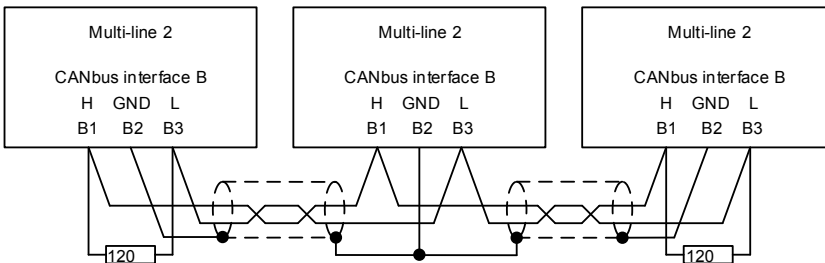 Multi-line 2 Multi-line 2 Multi-line 2
CANbus interface B CANbus interface B CANbus interface B
H GND L H GND L H GND L
B1 B2 B3 B1 B2 B3 B1 B2 B3
120 120